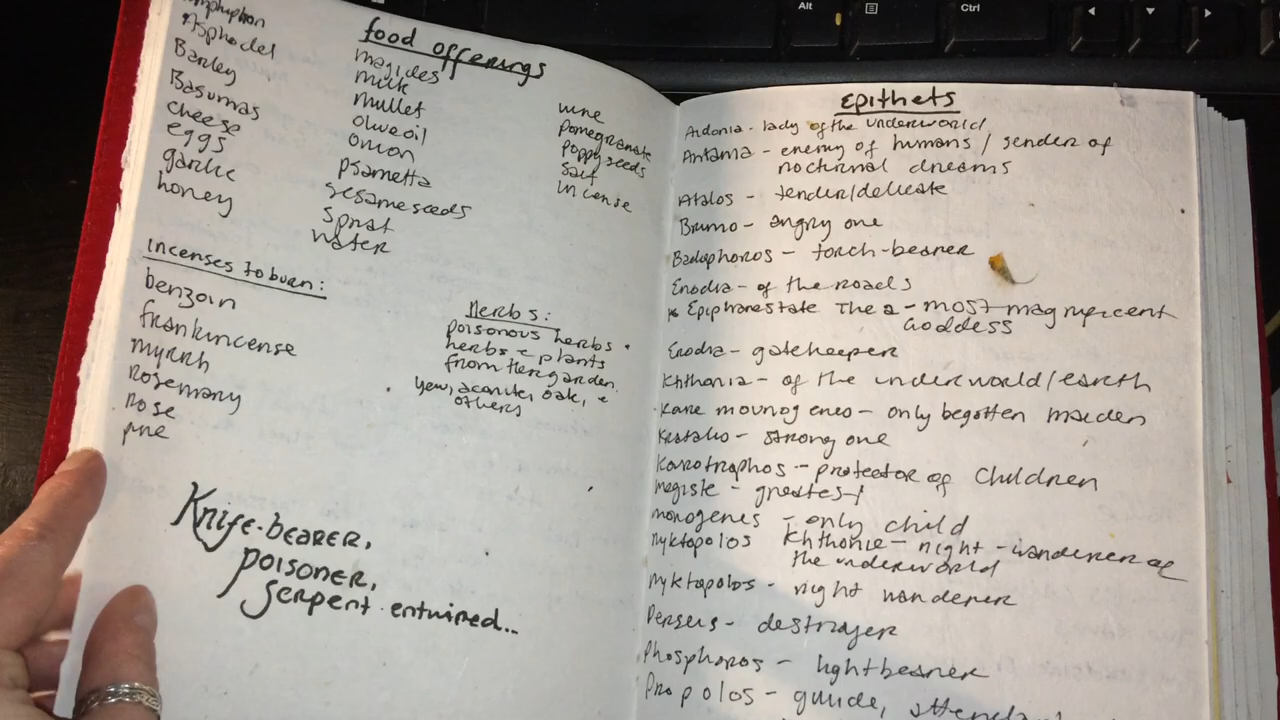 Asphodel
Barley
Basumas
cheese
eggs
garlic
honey
food offerings
magides
milk
mullet
olive oil
onion
psametta
sesame seeds
sprat
water
wine
pomegranate
poppy seeds
salt
incense
incenses to burn:
benzoin
frankincense
myrrh
rosemary
rose
pine
Herbs:
poisonous herbs
herbs & plants
from Her garden.
yew, aconite, oak, &
others
Knife-bearer,
poisoner,
serpent-entwined...
Epithets
Aidonia - lady of the underworld
Antania - enemy of humans / sender of
nocturnal dreams
Atalos - tender/delicate
Brimo - angry one
Dadophoros - torch-bearer
Enodia - of the roads
Epiphanestate Thea - most magnificent
Goddess
Enodia - gatekeeper
Khthonia - of the underworld/earth
Kore mounogenes - only begotten maiden
Krataiis - strong one
Kourotrophos - protector of children
megiste - greatest
monogenes - only child
Nyktopolos Khthonie - night - wanderer of
the underworld
Nyktopolos - night wanderer
Perseis - destroyer
Phosphoros - lightbearer
Propolos - guide,
Alt
Ctrl